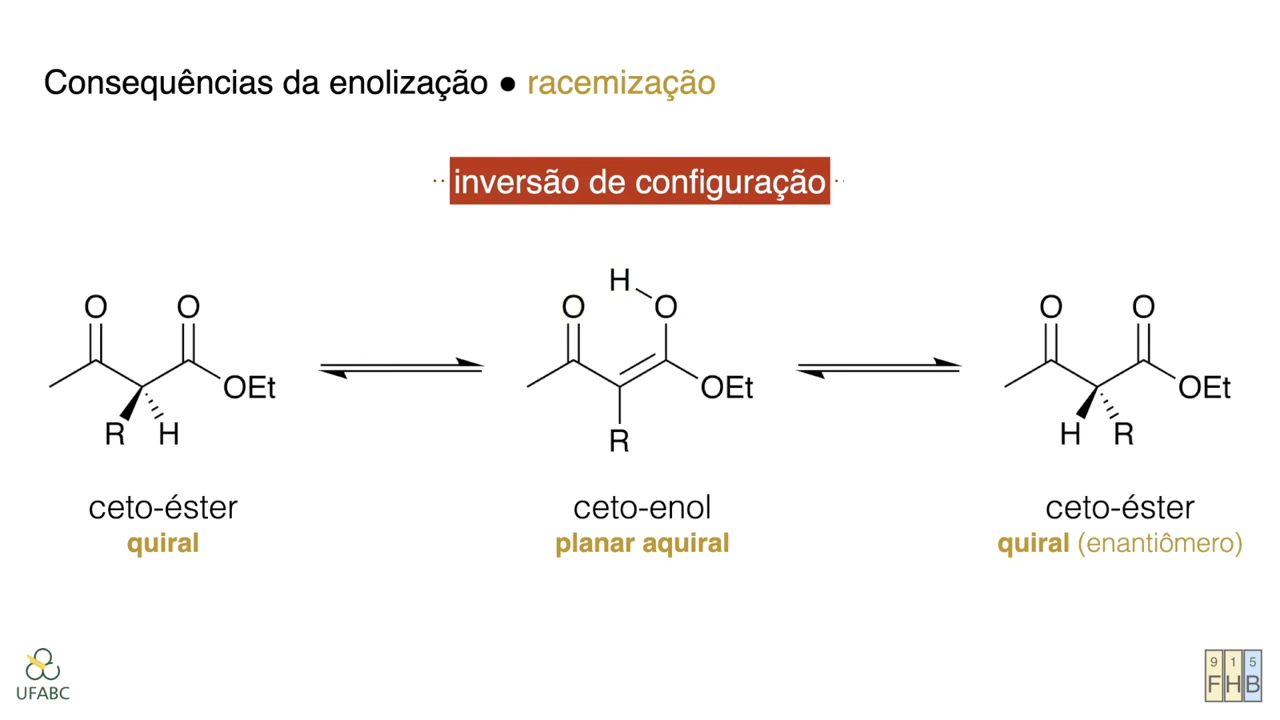 Consequências da enolização ● racemização
inversão de configuração
O O OEt R H
H O O OEt R
O O OEt H R
ceto-éster
quiral
ceto-enol
planar aquiral
ceto-éster
quiral (enantiômero)
UFABC
9 1 5
F H B